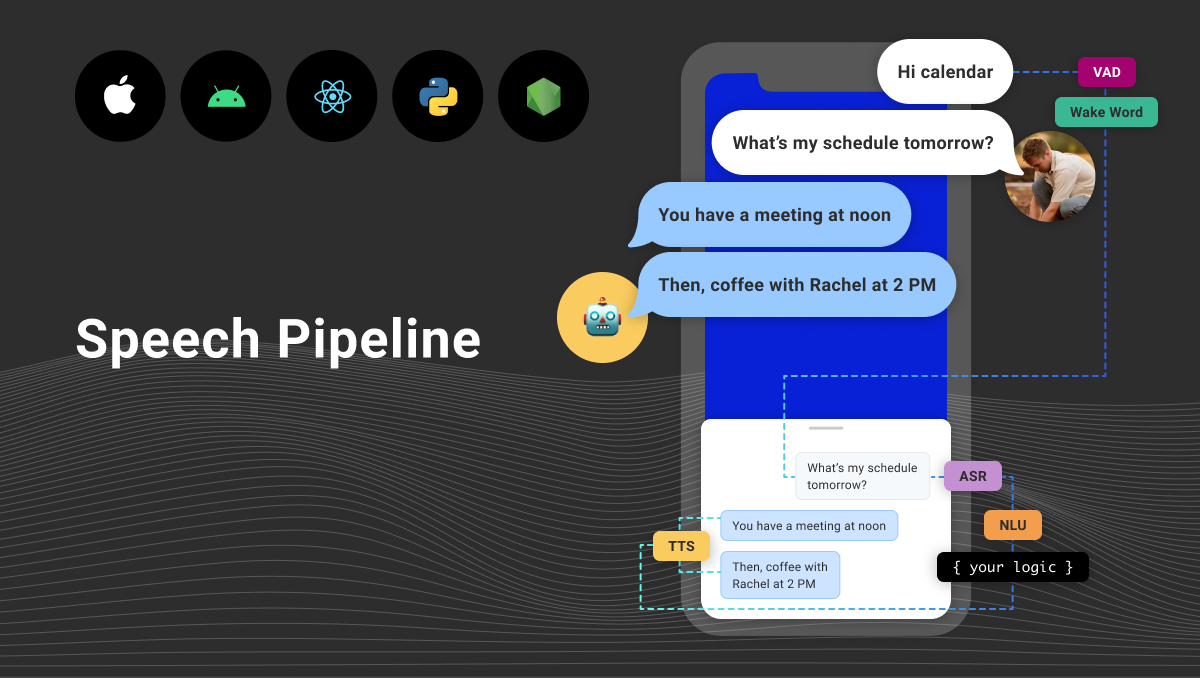 Hi calendar
VAD
Wake Word
What’s my schedule tomorrow?
You have a meeting at noon
Then, coffee with Rachel at 2 PM
Speech Pipeline
What’s my schedule
tomorrow?
ASR
You have a meeting at noon
NLU
TTS
Then, coffee with
Rachel at 2 PM
{ your logic }